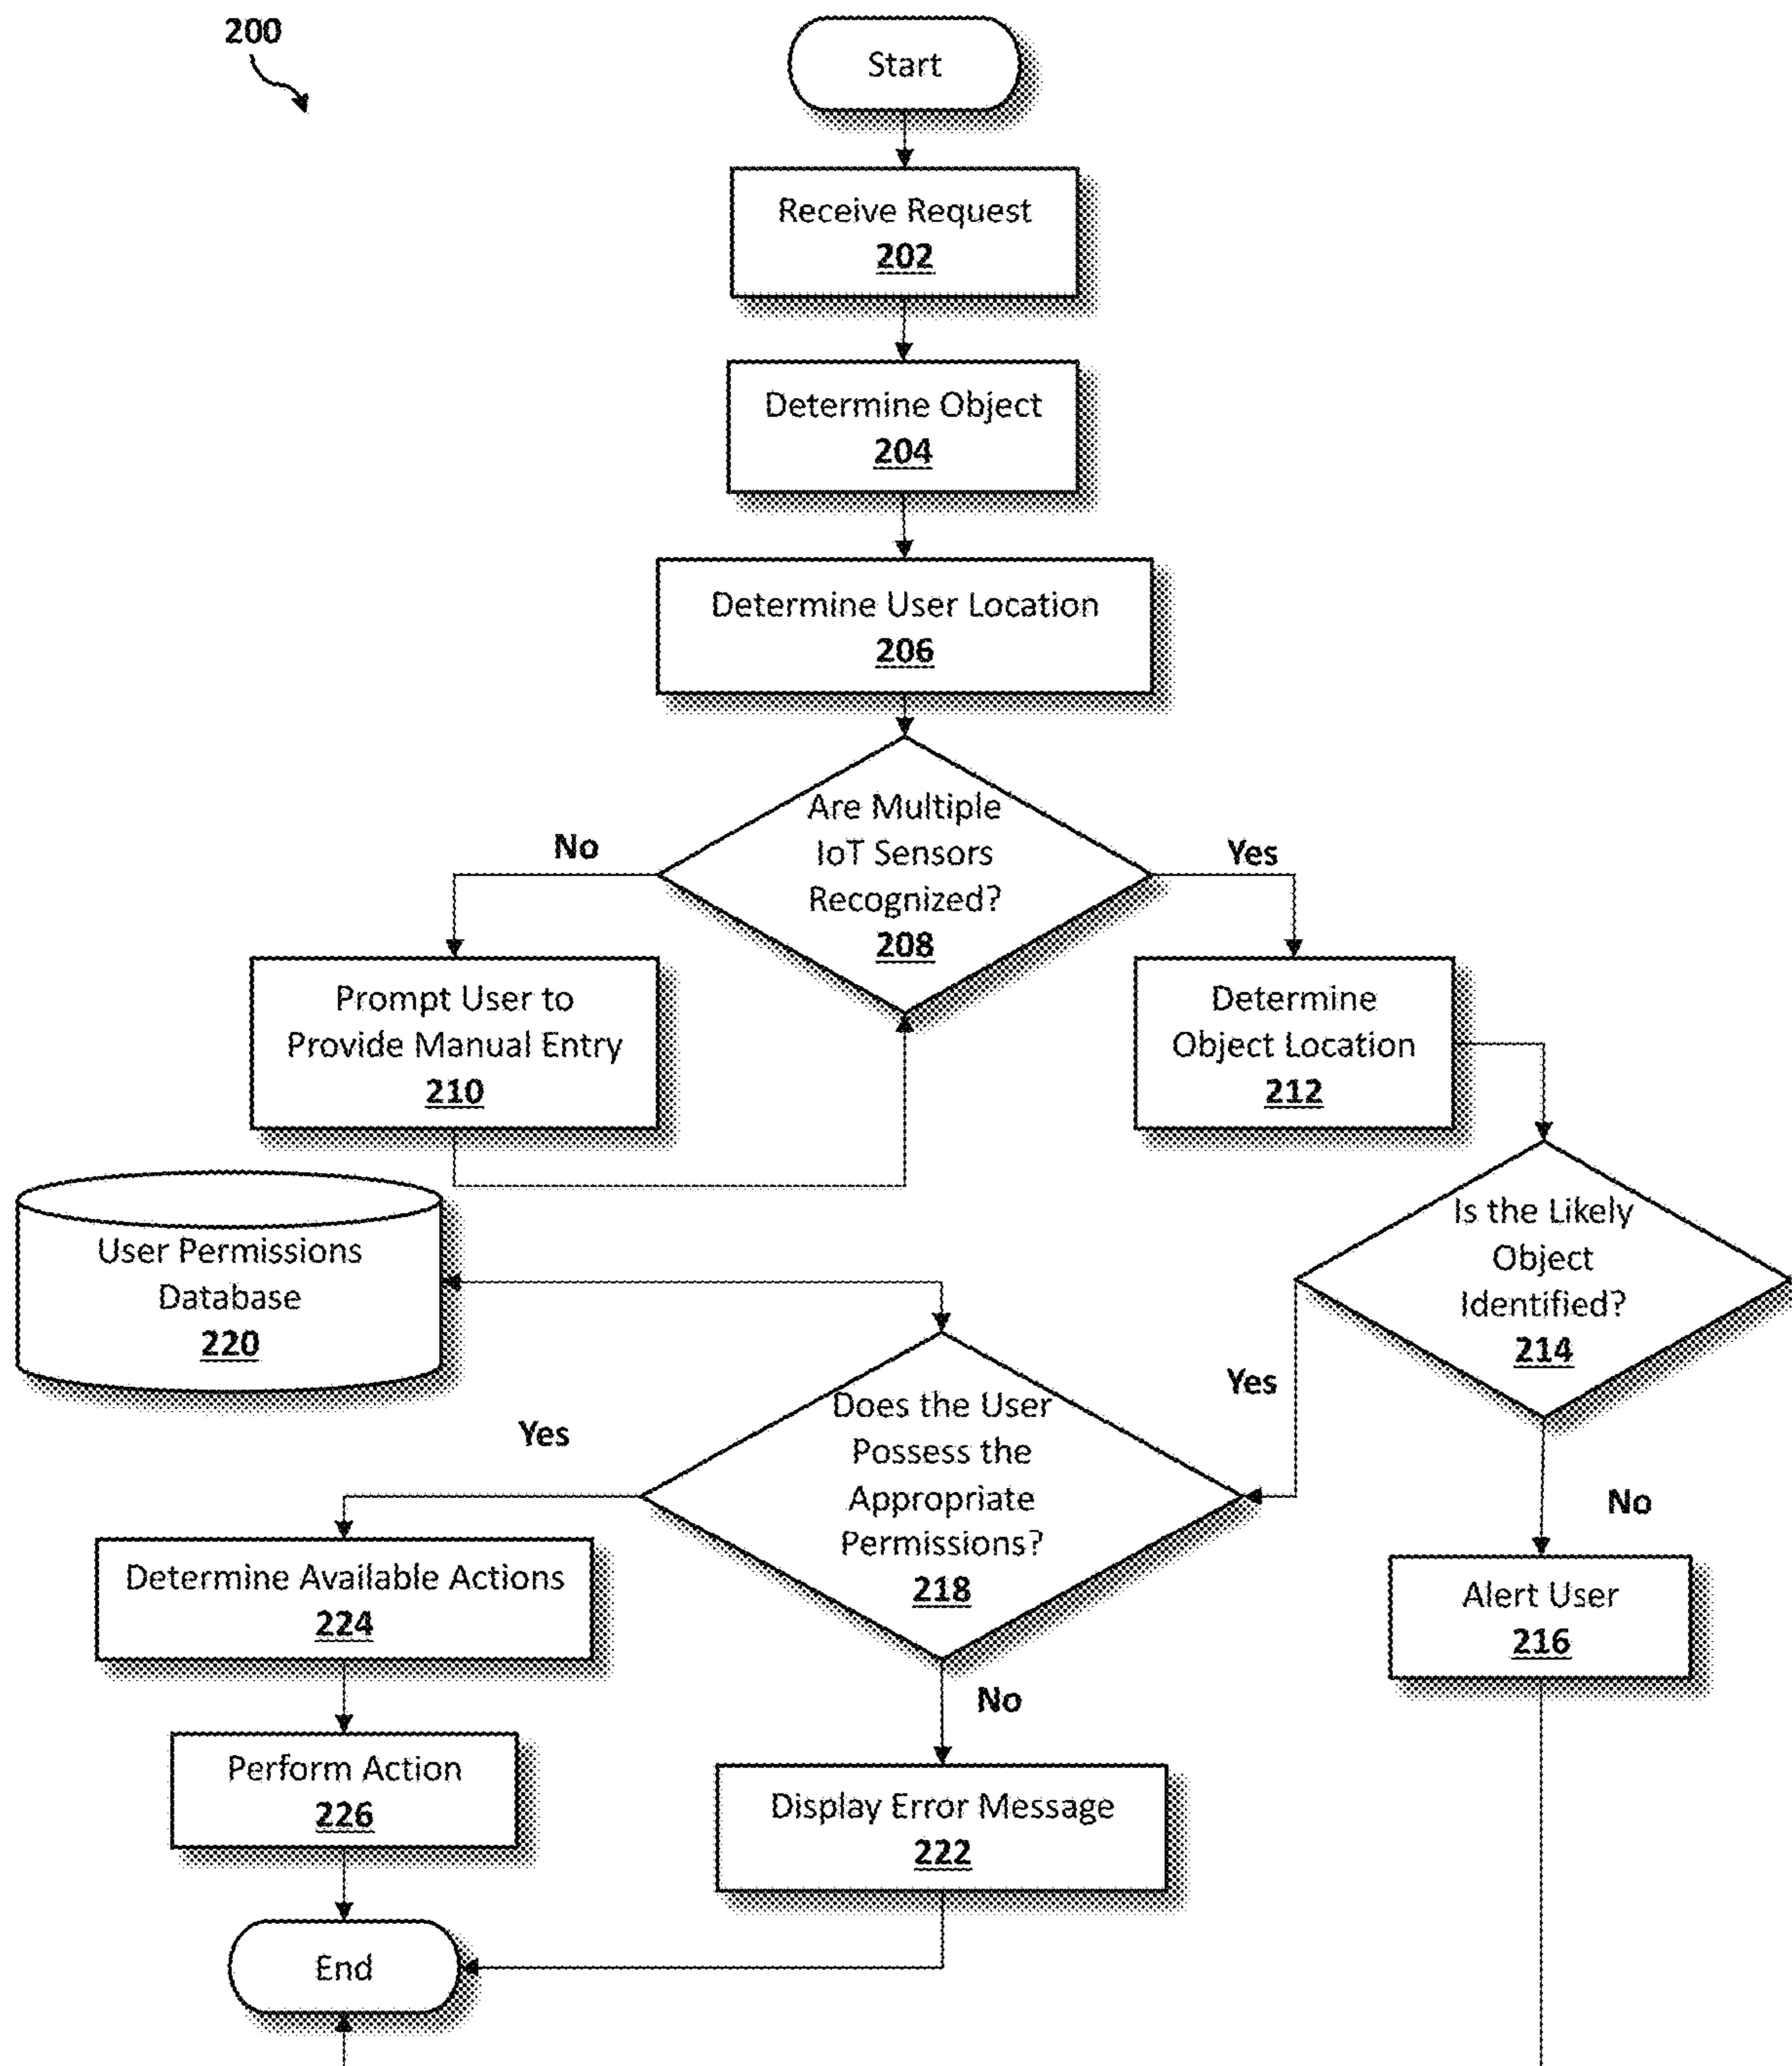 200
Start
Receive Request
202
Determine Object
204
Determine User Location
206
Are Multiple
IoT Sensors
Recognized?
208
No
Yes
Prompt User to
Provide Manual Entry
210
Determine
Object Location
212
User Permissions
Database
220
Is the Likely
Object
Identified?
214
Yes
No
Does the User
Possess the
Appropriate
Permissions?
218
Yes
No
Alert User
216
Determine Available Actions
224
Perform Action
226
Display Error Message
222
End